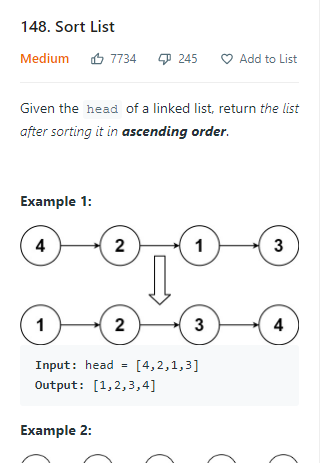 148. Sort List
Medium 7734 245 Add to List
Given the head of a linked list, return the list
after sorting it in ascending order.
Example 1:
4 2 1 3
1 2 3 4
Input: head = [4,2,1,3]
Output: [1,2,3,4]
Example 2: